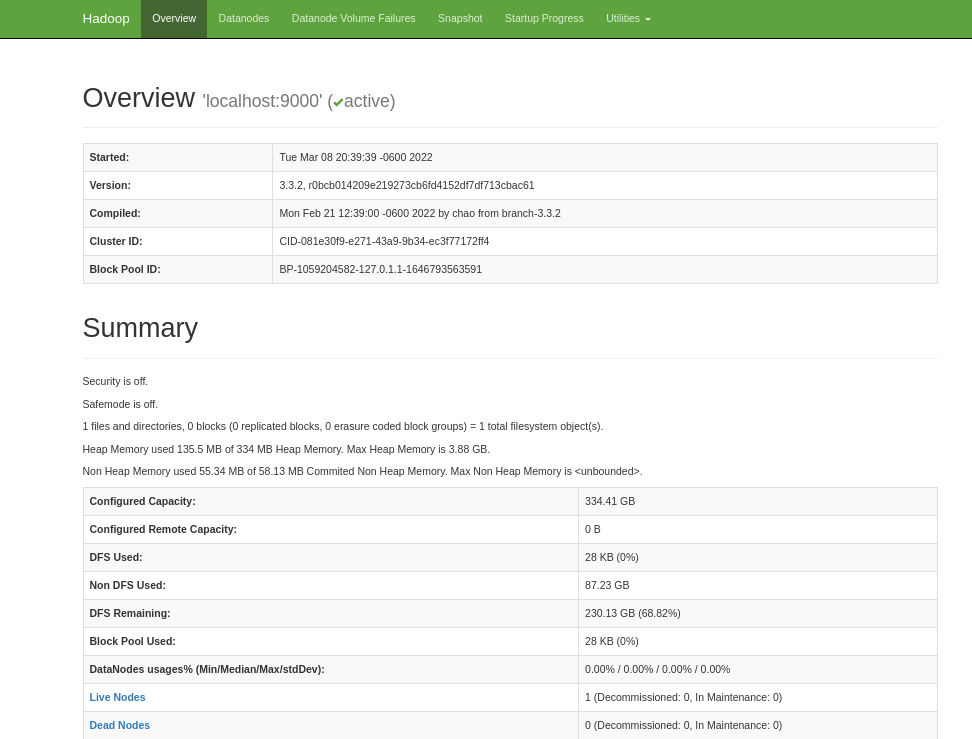 Hadoop Overview Datanodes Datanode Volume Failures Snapshot Startup Progress Utilities
Overview 'localhost:9000' (✔active)
Started: Tue Mar 08 20:39:39 -0600 2022
Version: 3.3.2, r0bcb014209e219273cb6fd4152df7df713cbac61
Compiled: Mon Feb 21 12:39:00 -0600 2022 by chao from branch-3.3.2
Cluster ID: CID-081e30f9-e271-43a9-9b34-ec3f77172ff4
Block Pool ID: BP-1059204582-127.0.1.1-1646793563591
Summary
Security is off.
Safemode is off.
1 files and directories, 0 blocks (0 replicated blocks, 0 erasure coded block groups) = 1 total filesystem object(s).
Heap Memory used 135.5 MB of 334 MB Heap Memory. Max Heap Memory is 3.88 GB.
Non Heap Memory used 55.34 MB of 58.13 MB Commited Non Heap Memory. Max Non Heap Memory is <unbounded>.
Configured Capacity: 334.41 GB
Configured Remote Capacity: 0 B
DFS Used: 28 KB (0%)
Non DFS Used: 87.23 GB
DFS Remaining: 230.13 GB (68.82%)
Block Pool Used: 28 KB (0%)
DataNodes usages% (Min/Median/Max/stdDev): 0.00% / 0.00% / 0.00% / 0.00%
Live Nodes 1 (Decommissioned: 0, In Maintenance: 0)
Dead Nodes 0 (Decommissioned: 0, In Maintenance: 0)